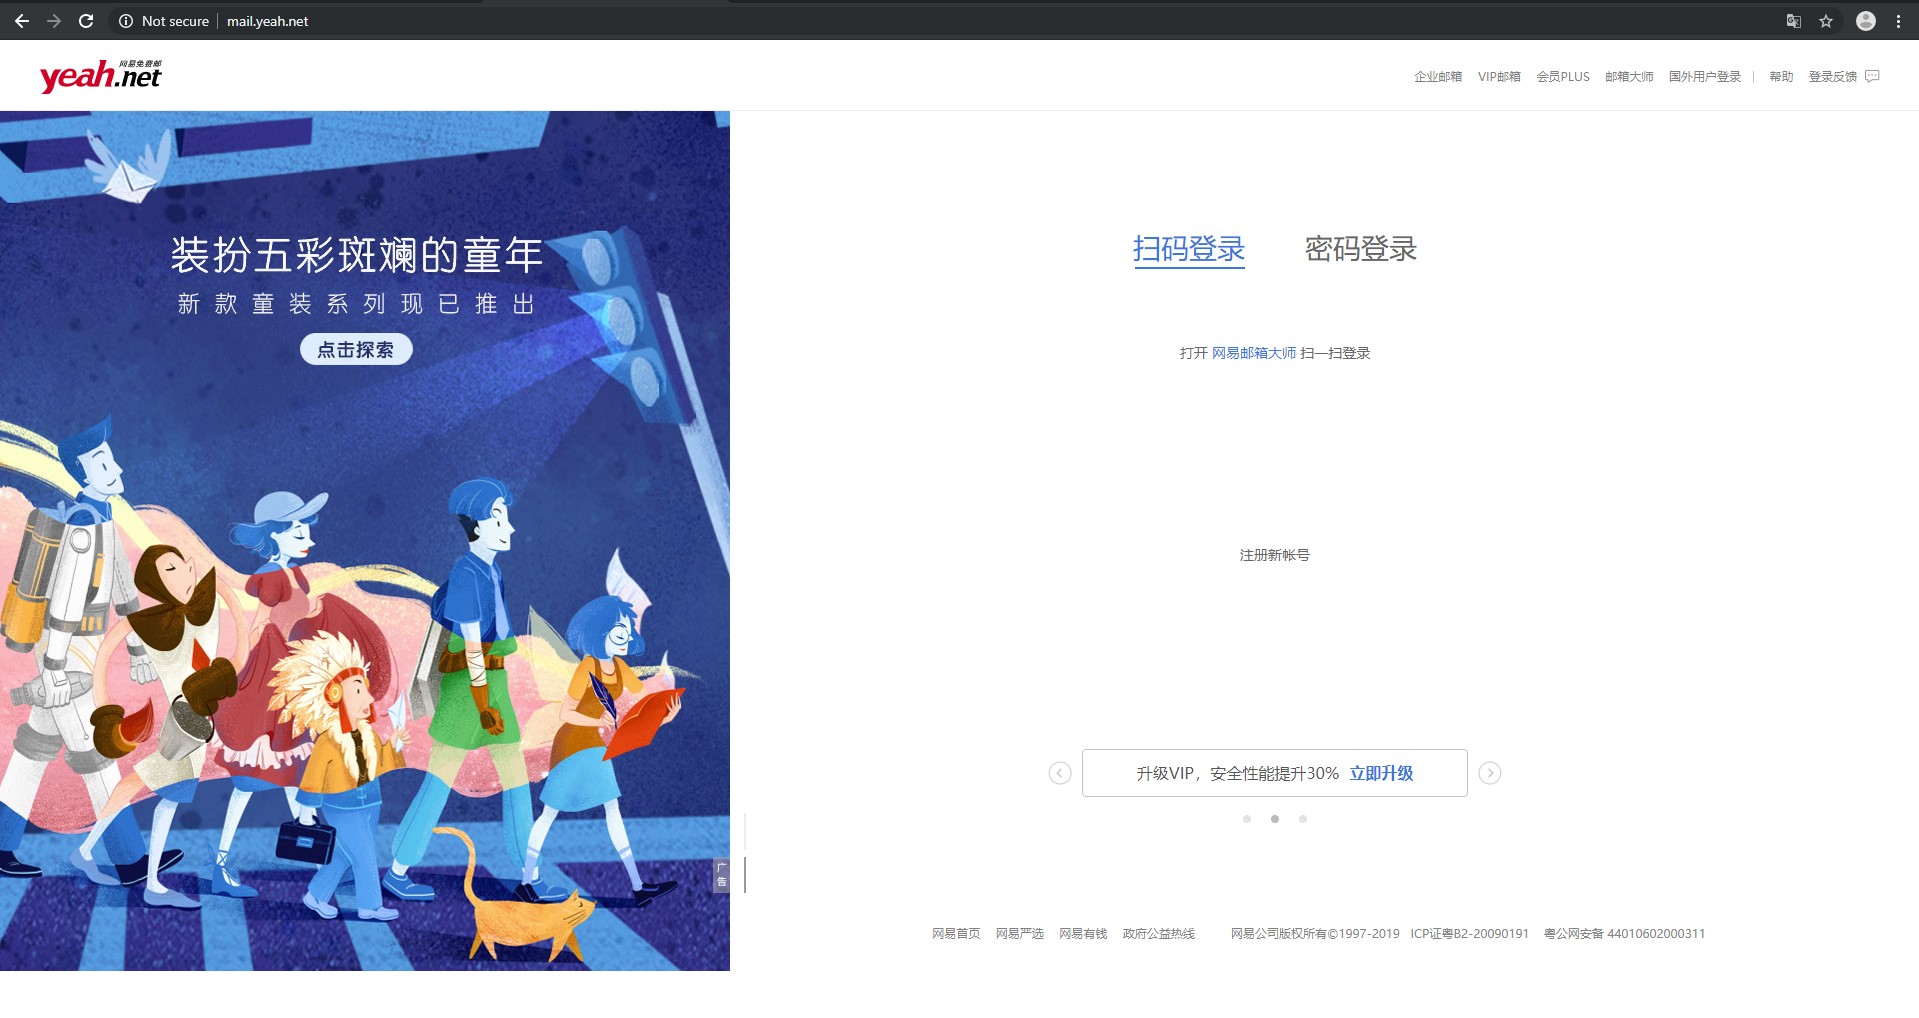 Not secure | mail.yeah.net
网易免费邮
yeah.net
企业邮箱 VIP邮箱 会员PLUS 邮箱大师 国外用户登录 | 帮助 登录反馈
装扮五彩斑斓的童年
新款童装系列现已推出
点击探索
广告
扫码登录 密码登录
打开 网易邮箱大师 扫一扫登录
注册新帐号
升级VIP，安全性能提升30% 立即升级
网易首页 网易严选 网易有钱 政府公益热线 网易公司版权所有©1997-2019 ICP证粤B2-20090191 粤公网安备 44010602000311